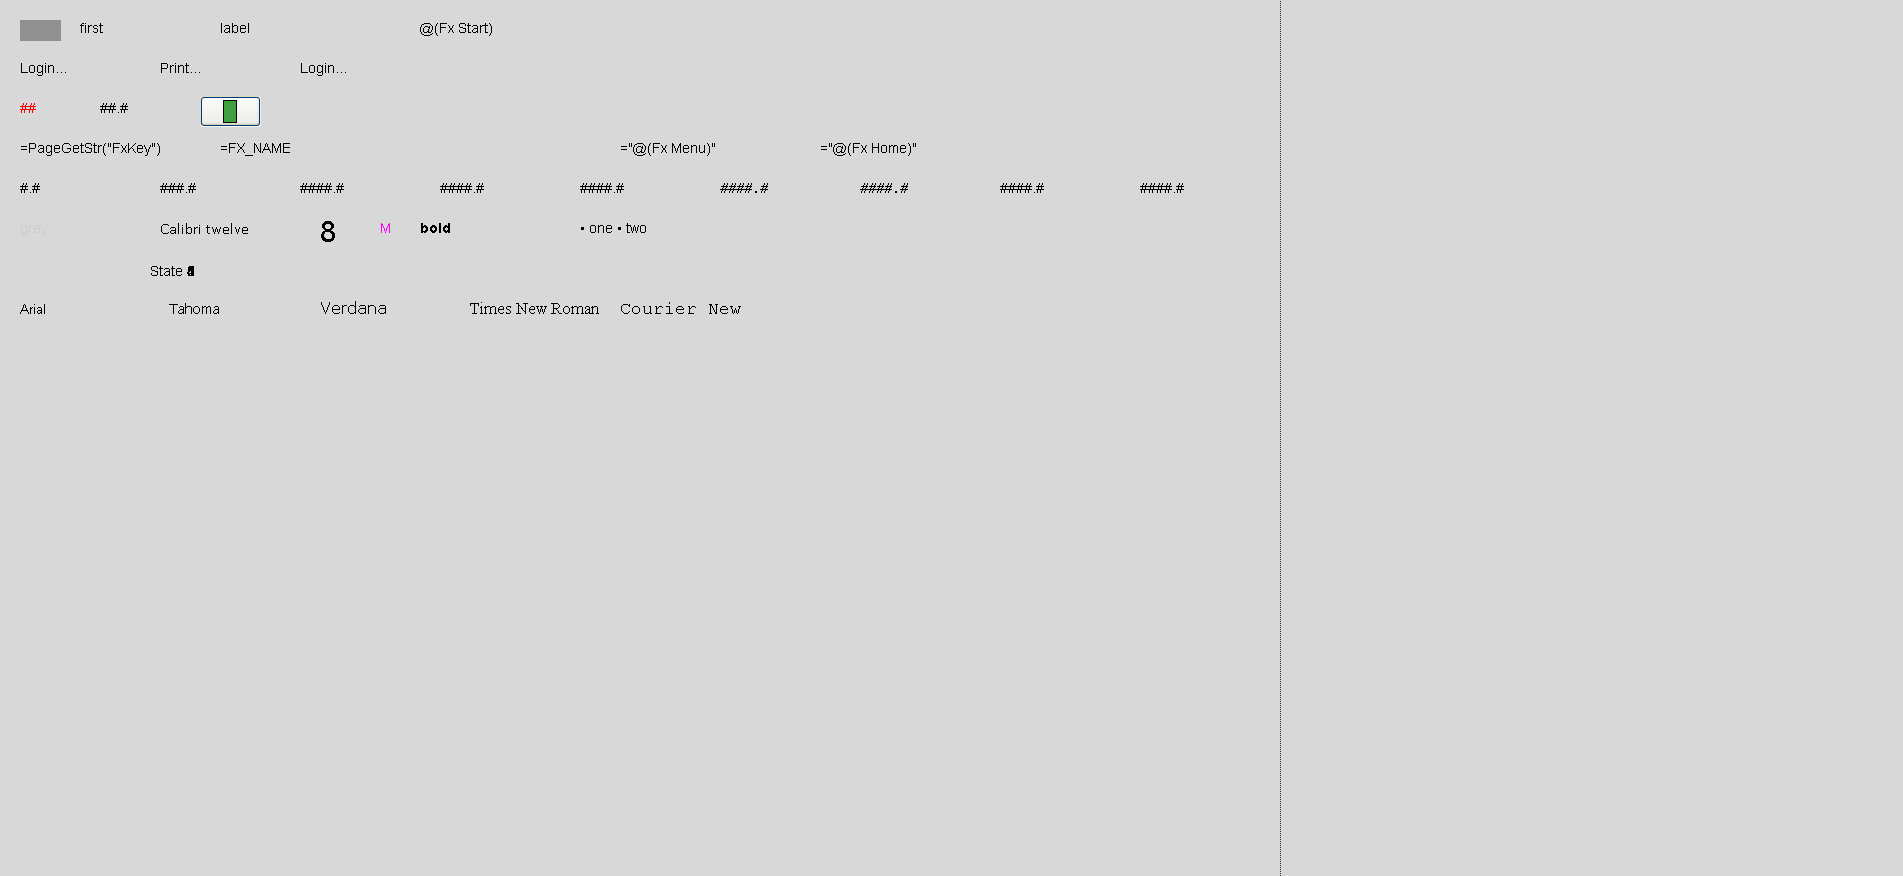 first label @(Fx Start)
Login... Print... Login...
## ##.#
=PageGetStr("FxKey") =FX_NAME ="@(Fx Menu)" ="@(Fx Home)"
#.# ###.# ####.# ####.# ####.# ####.# ####.# ####.# ####.#
grey Calibri twelve 8 M bold • one • two
State
Arial Tahoma Verdana Times New Roman Courier New